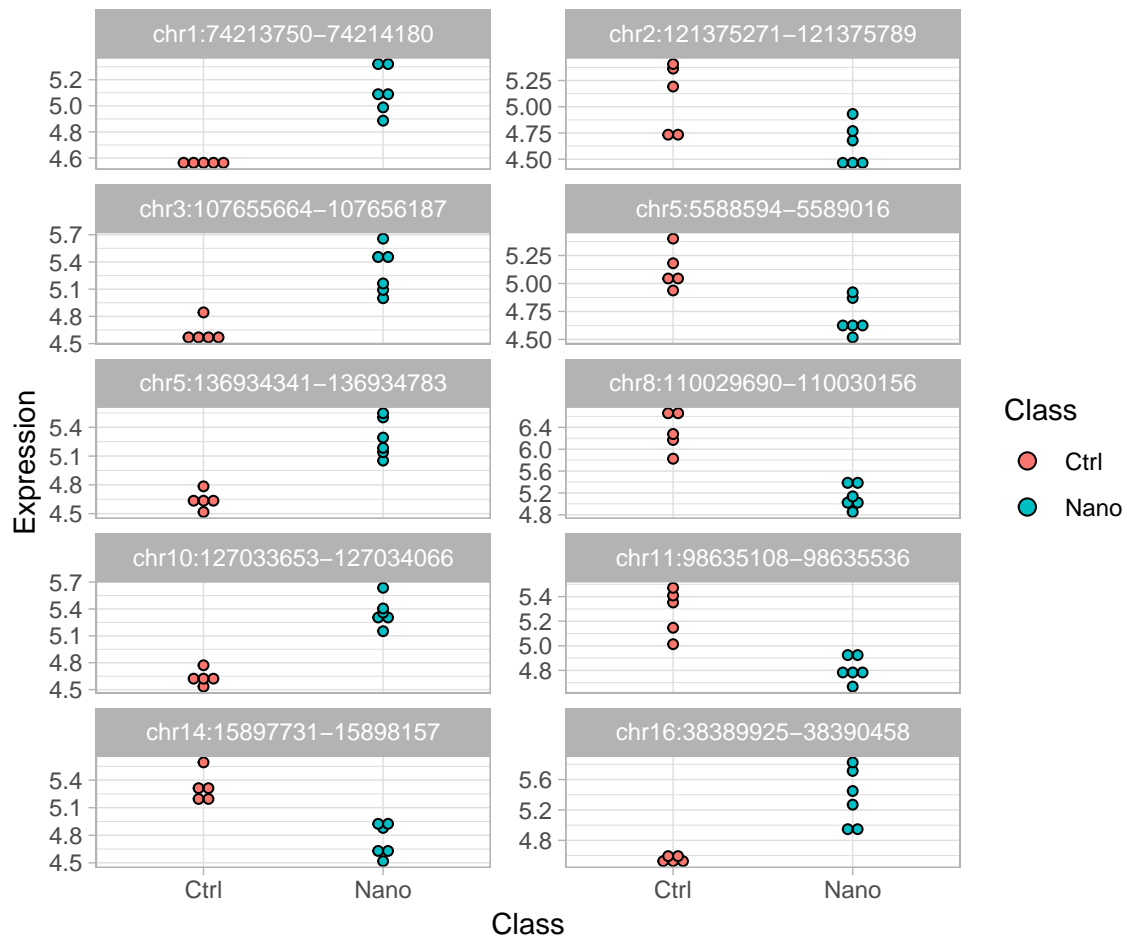 chr1:74213750−74214180
chr2:121375271−121375789
5.2
5.0
4.8
4.6
5.25
5.00
4.75
4.50
chr3:107655664−107656187
chr5:5588594−5589016
5.7
5.4
5.1
4.8
4.5
5.25
5.00
4.75
4.50
chr5:136934341−136934783
chr8:110029690−110030156
5.4
5.1
4.8
4.5
6.4
6.0
5.6
5.2
4.8
chr10:127033653−127034066
chr11:98635108−98635536
5.7
5.4
5.1
4.8
4.5
5.4
5.2
5.0
4.8
chr14:15897731−15898157
chr16:38389925−38390458
5.4
5.1
4.8
4.5
5.6
5.2
4.8
Ctrl
Nano
Ctrl
Nano
Class
Expression
Class
Ctrl
Nano